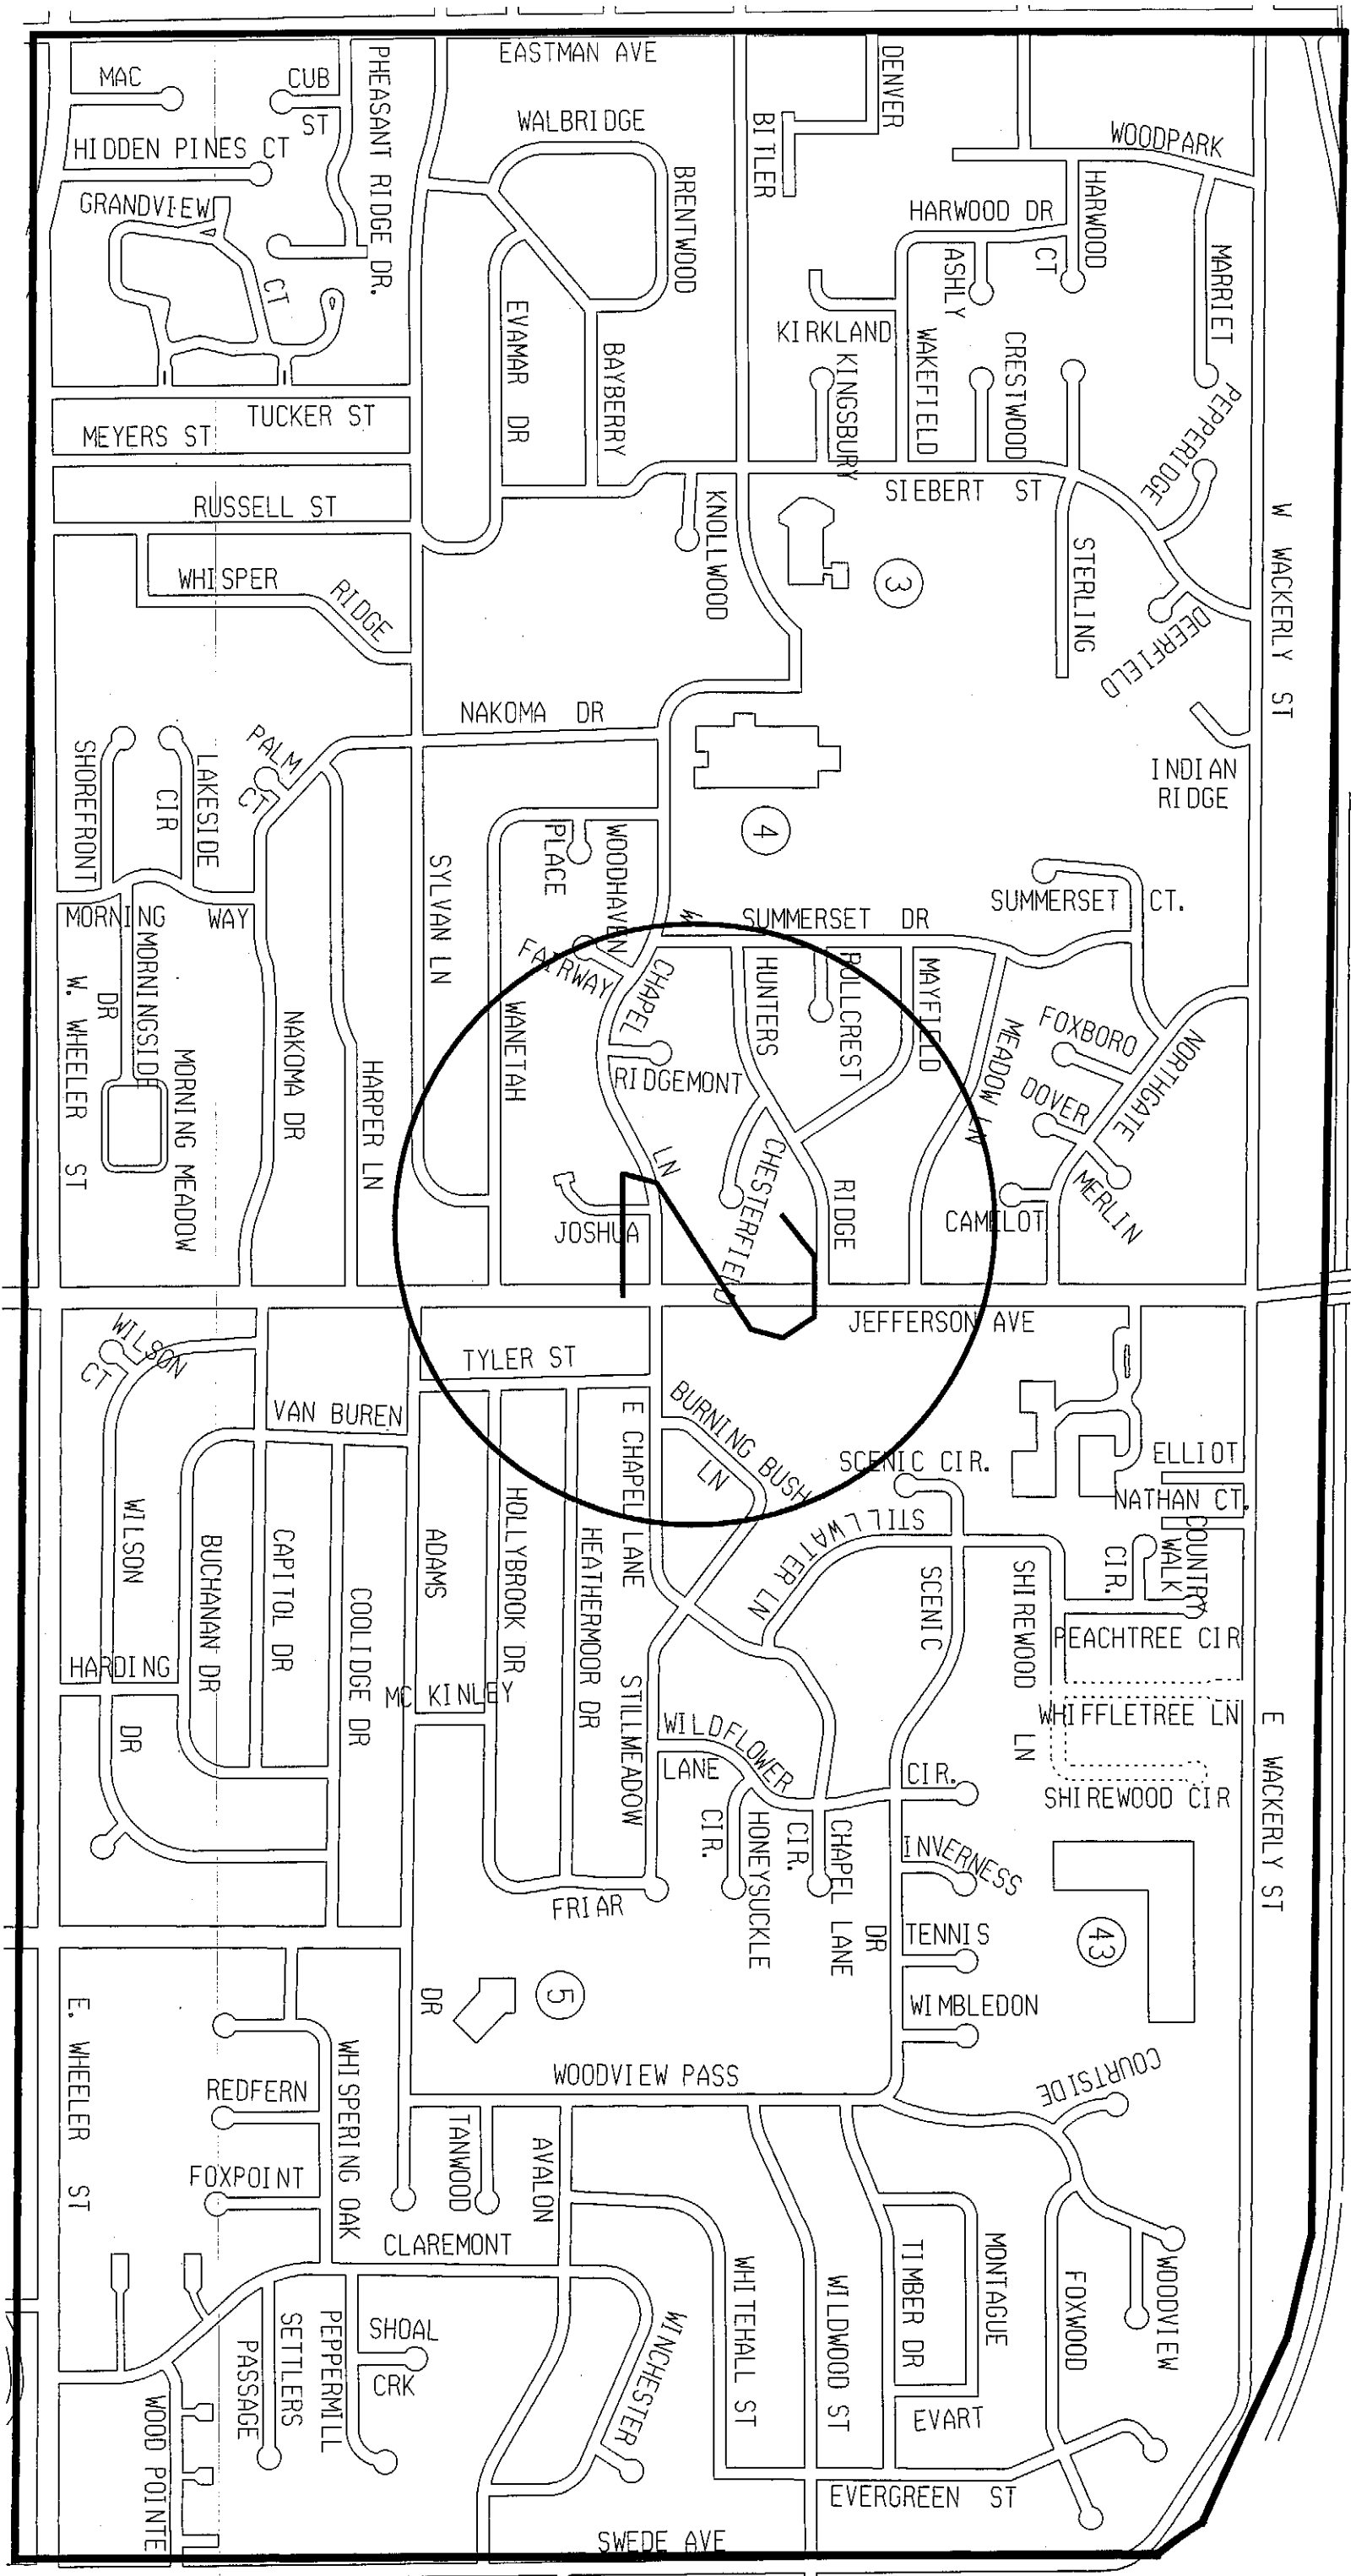 EASTMAN AVE
MAC
CUB
ST
PHEASANT RIDGE DR.
HIDDEN PINES CT
GRANDVIEW
CT
WALBRIDGE
BRENTWOOD
BITLER
DENVER
WOODPARK
HARWOOD DR
HARWOOD
CT
ASHLY
MARRIET
EVAMAR DR
BAYBERRY
KIRKLAND
KINGSBURY
WAKEFIELD
CRESTWOOD
PEPPERIDGE
TUCKER ST
MEYERS ST
RUSSELL ST
SIEBERT ST
KNOLLWOOD
3
STERLING
DEERFIELD
W WACKERLY ST
WHISPER
RIDGE
NAKOMA DR
INDIAN
RIDGE
PALM
CT
SHOREFRONT
LAKESIDE
CIR
4
PLACE
WOODHAVEN
SYLVAN LN
SUMMERSET CT.
W SUMMERSET DR
MORNING WAY
MORNINGSIDE
DR
W. WHEELER ST
MORNING MEADOW
NAKOMA DR
HARPER LN
WANETAH
FAIRWAY
CHAPEL
LN
RIDGEMONT
HUNTERS
RIDGE
ROLLCREST
MAYFIELD
MEADOW LN
FOXBORO
DOVER
NORTHGATE
MERLIN
CAMELOT
CHESTERFIELD
JOSHUA
JEFFERSON AVE
WILSON
CT
TYLER ST
VAN BUREN
BURNING BUSH
LN
E CHAPEL LANE
SCENIC CIR.
STILLWATER LN
ELLIOT
NATHAN CT.
COUNTRY
WALK
CIR.
WILSON
BUCHANAN DR
CAPITOL DR
COOLIDGE DR
ADAMS
HOLLYBROOK DR
HEATHERMOOR DR
SCENIC
SHIREWOOD LN
PEACHTREE CIR
HARDING
DR
MC KINLEY
STILLMEADOW
WILDFLOWER
LANE
WHIFFLETREE LN
SHIREWOOD CIR
E WACKERLY ST
CIR.
HONEYSUCKLE
CIR.
CHAPEL LANE
CIR.
INVERNESS
FRIAR
DR
TENNIS
43
WIMBLEDON
5
DR
E. WHEELER ST
WHISPERING OAK
REDFERN
FOXPOINT
WOODVIEW PASS
TANWOOD
AVALON
COURTSIDE
CLAREMONT
WHITEHALL ST
WILDWOOD ST
TIMBER DR
MONTAGUE
FOXWOOD
WOODVIEW
SETTLERS
PASSAGE
PEPPERMILL
SHOAL
CRK
WINCHESTER
EVART
WOOD POINTE
EVERGREEN ST
SWEDE AVE